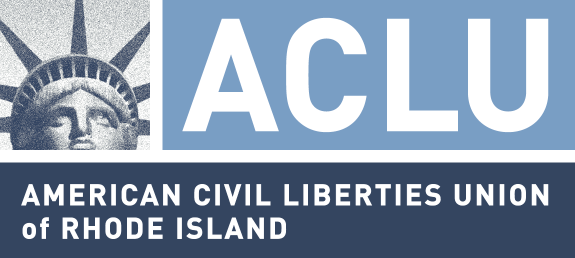 ACLU
AMERICAN CIVIL LIBERTIES UNION
of RHODE ISLAND